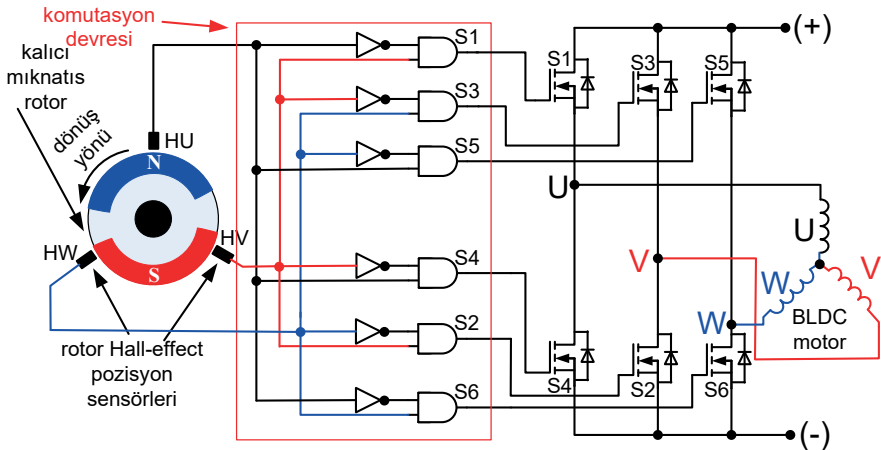 komutasyon
devresi
kalıcı
mıknatıs
rotor
dönüş
yönü
HU
N
S
HW
HV
rotor Hall-effect
pozisyon
sensörleri
S1
S3
S5
S4
S2
S6
(+)
S1
S3
S5
U
V
W
S4
S2
S6
(-)
U
W
V
BLDC
motor